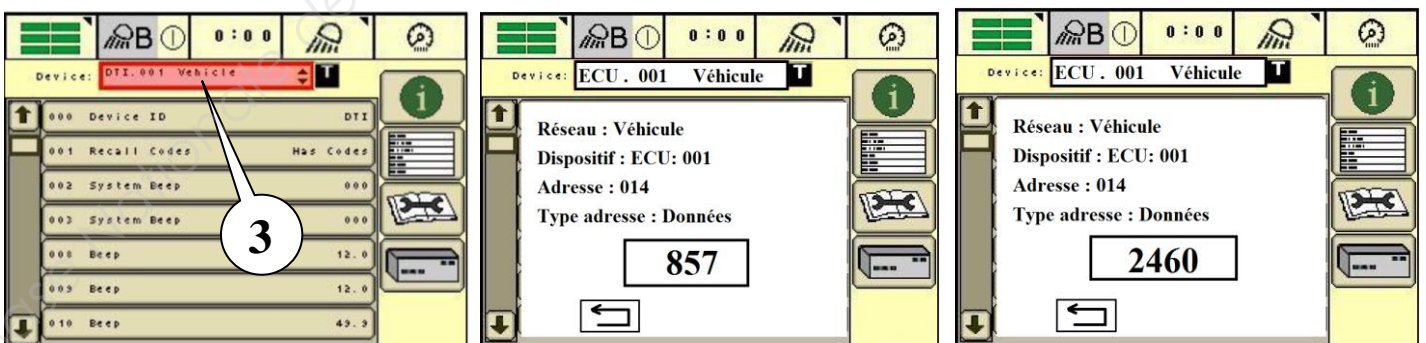 B 0:00
Device: DTI.001 Vehicle T
000 Device ID DTI
001 Recall Codes Has Codes
002 System Beep 000
003 System Beep 000
008 Beep 12.0
009 Beep 12.0
010 Beep 49.9
3
B 0:00
Device: ECU . 001 Véhicule T
Réseau : Véhicule
Dispositif : ECU: 001
Adresse : 014
Type adresse : Données
857
B 0:00
Device: ECU . 001 Véhicule T
Réseau : Véhicule
Dispositif : ECU: 001
Adresse : 014
Type adresse : Données
2460